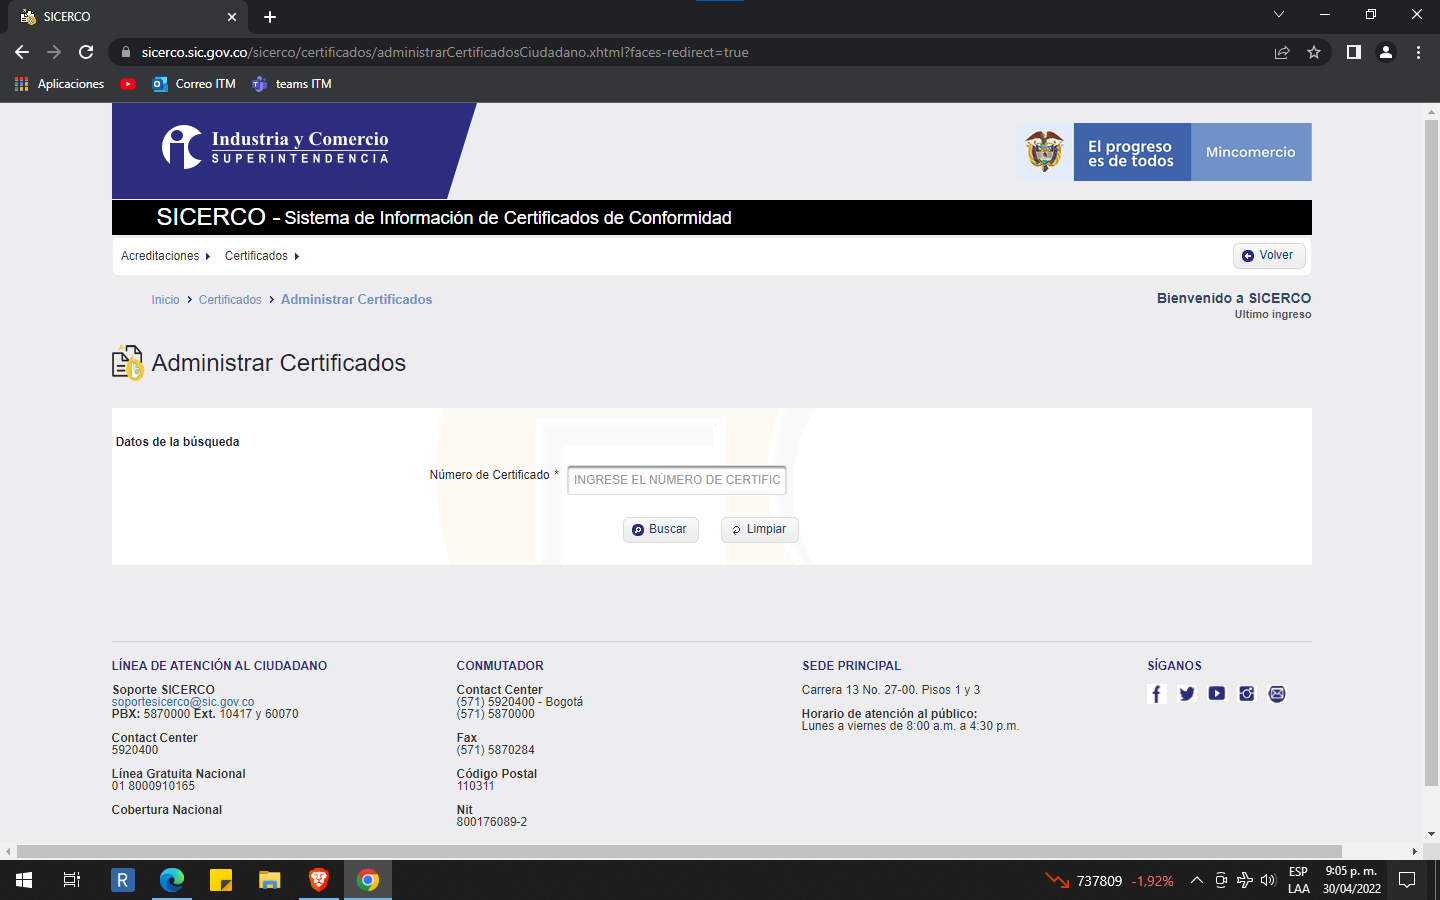 SICERCO
sicerco.sic.gov.co/sicerco/certificados/administrarCertificadosCiudadano.xhtml?faces-redirect=true
Aplicaciones
Correo ITM
teams ITM
Industria y Comercio
SUPERINTENDENCIA
El progreso
es de todos
Mincomercio
SICERCO - Sistema de Información de Certificados de Conformidad
Acreditaciones
Certificados
Volver
Inicio
Certificados
Administrar Certificados
Bienvenido a SICERCO
Ultimo ingreso
Administrar Certificados
Datos de la búsqueda
Número de Certificado *
INGRESE EL NÚMERO DE CERTIFIC
Buscar
Limpiar
LÍNEA DE ATENCIÓN AL CIUDADANO
Soporte SICERCO
soportesicerco@sic.gov.co
PBX: 5870000 Ext. 10417 y 60070
Contact Center
5920400
Línea Gratuita Nacional
01 8000910165
Cobertura Nacional
CONMUTADOR
Contact Center
(571) 5920400 - Bogotá
(571) 5870000
Fax
(571) 5870284
Código Postal
110311
Nit
800176089-2
SEDE PRINCIPAL
Carrera 13 No. 27-00. Pisos 1 y 3
Horario de atención al público:
Lunes a viernes de 8:00 a.m. a 4:30 p.m.
SÍGANOS
R
737809 -1,92%
ESP
LAA
9:05 p. m.
30/04/2022